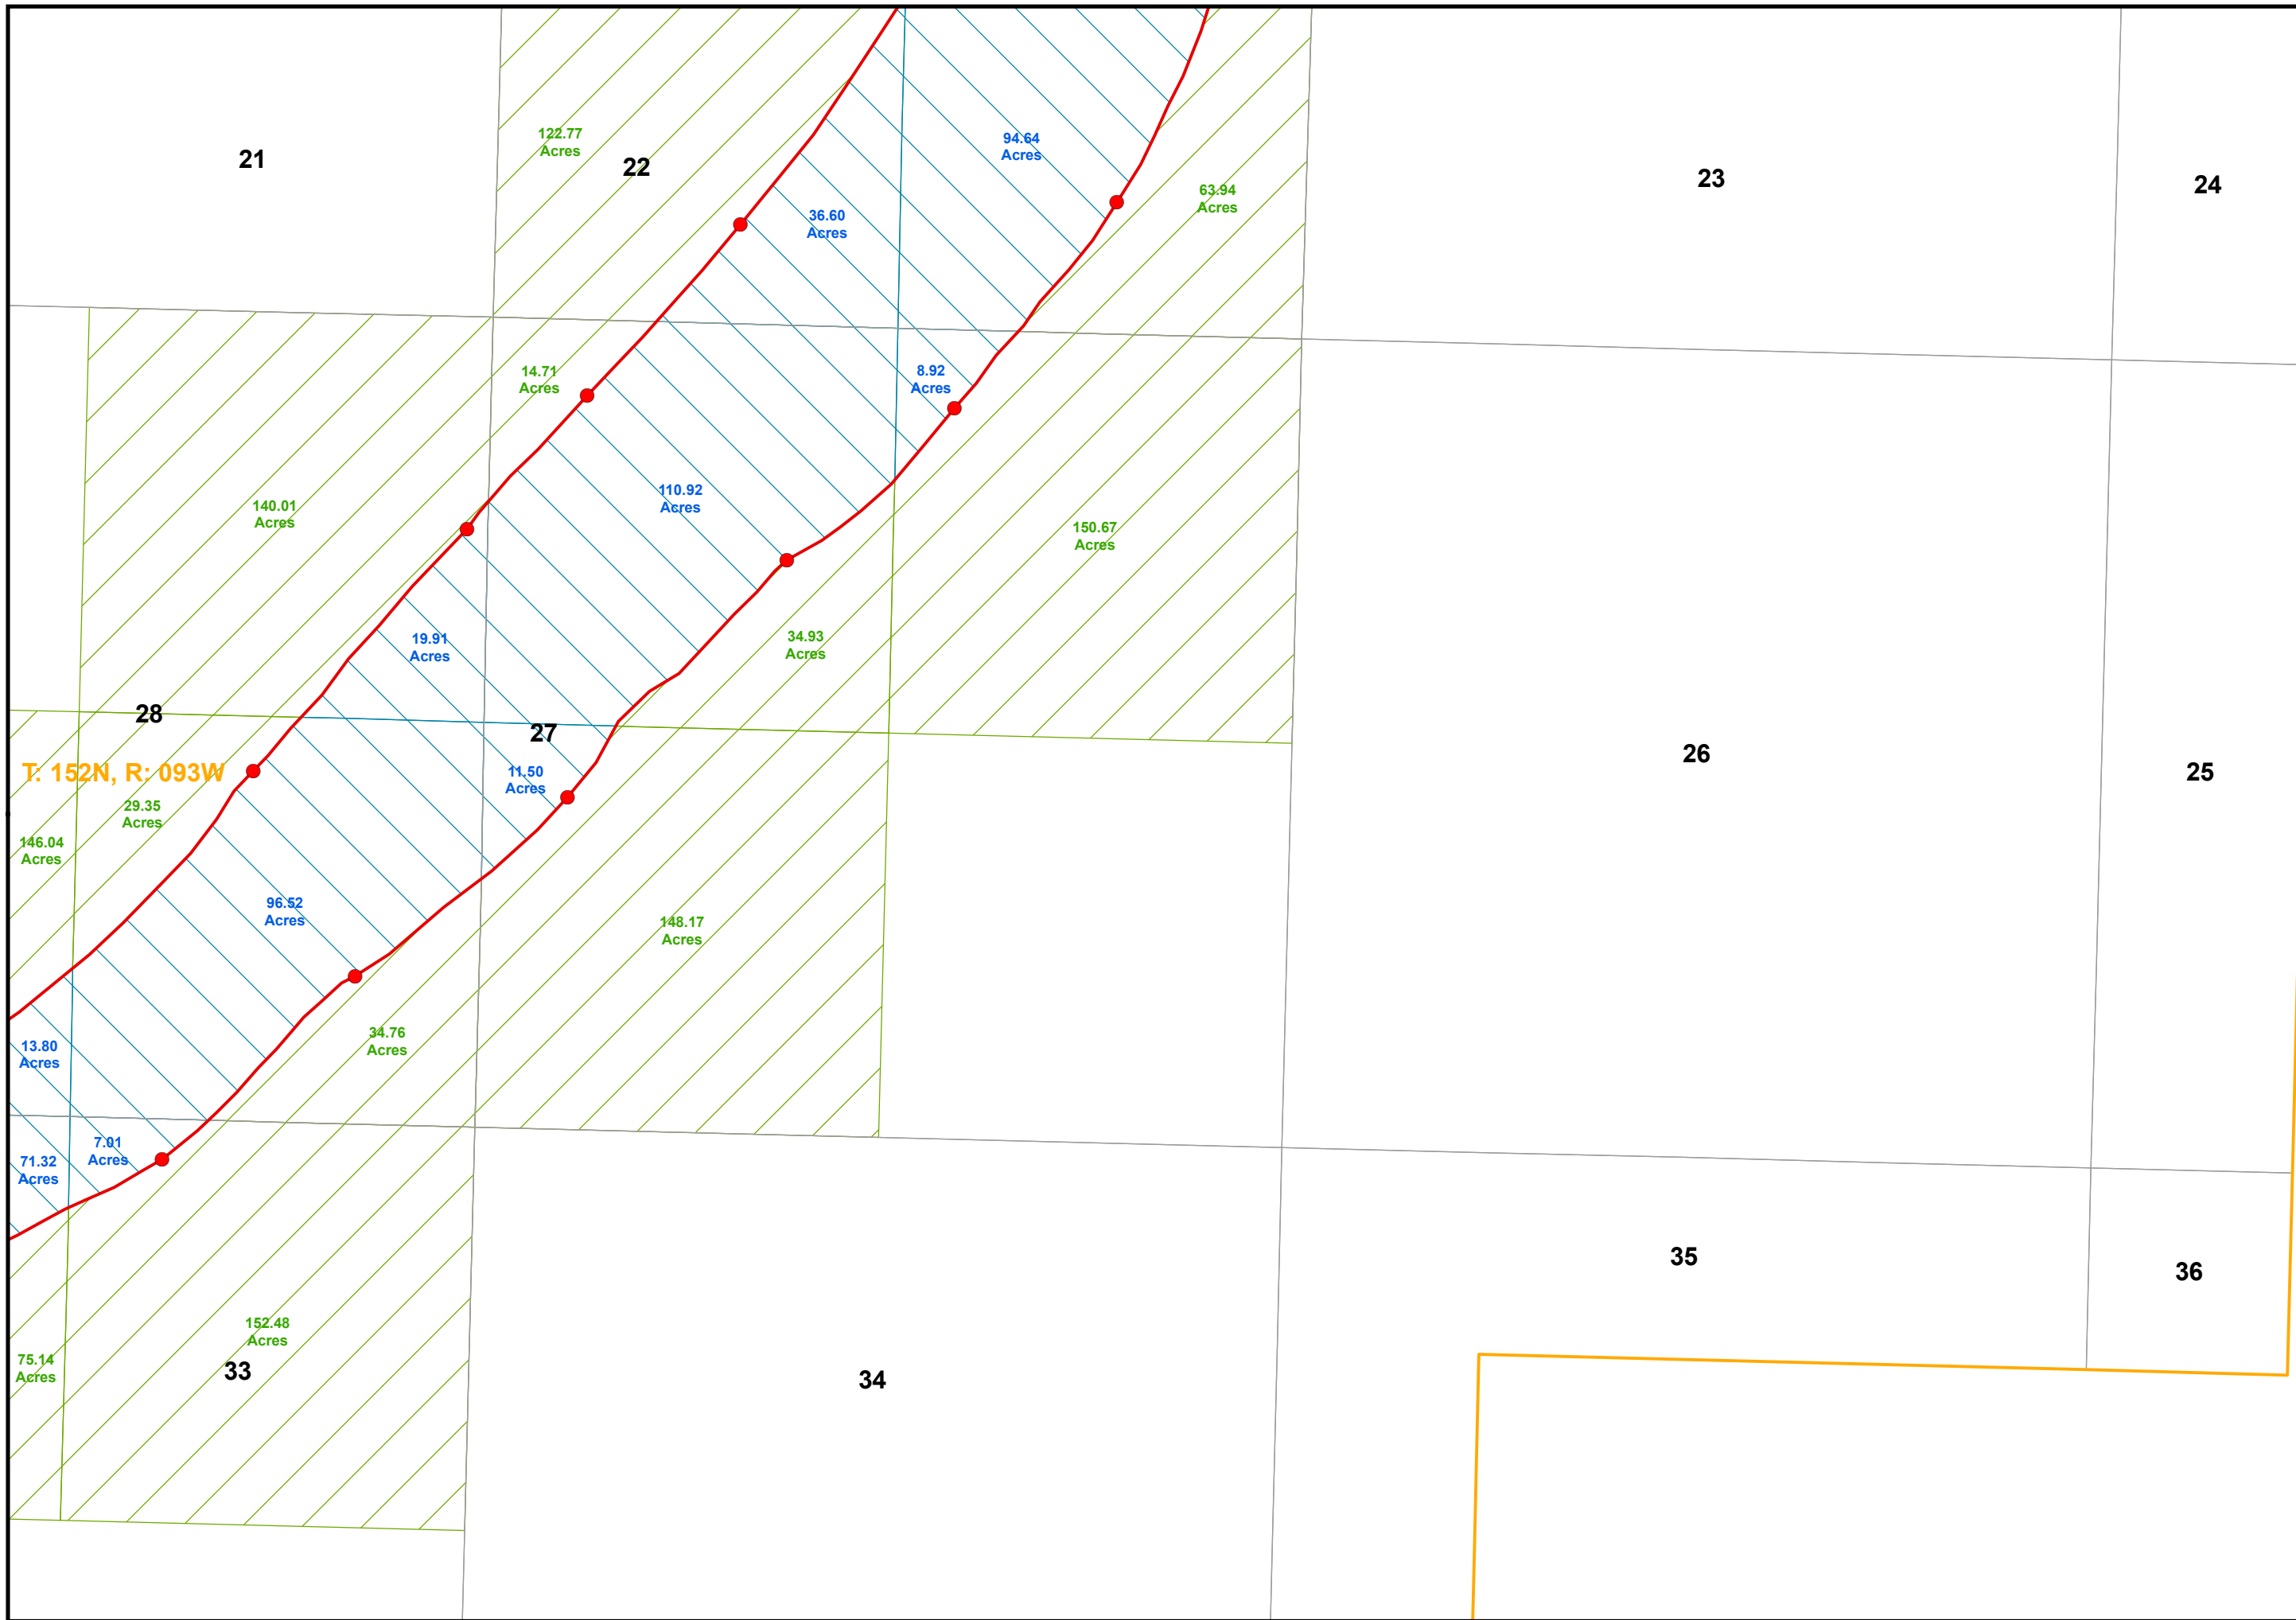 122.77
Acres
94.64
Acres
21
22
23
24
63.94
Acres
36.60
Acres
14.71
Acres
8.92
Acres
110.92
Acres
140.01
Acres
150.67
Acres
19.91
Acres
34.93
Acres
28
27
26
25
T: 152N, R: 093W
11.50
Acres
29.35
Acres
146.04
Acres
96.52
Acres
148.17
Acres
13.80
Acres
34.76
Acres
7.01
Acres
71.32
Acres
35
36
152.48
Acres
75.14
Acres
33
34